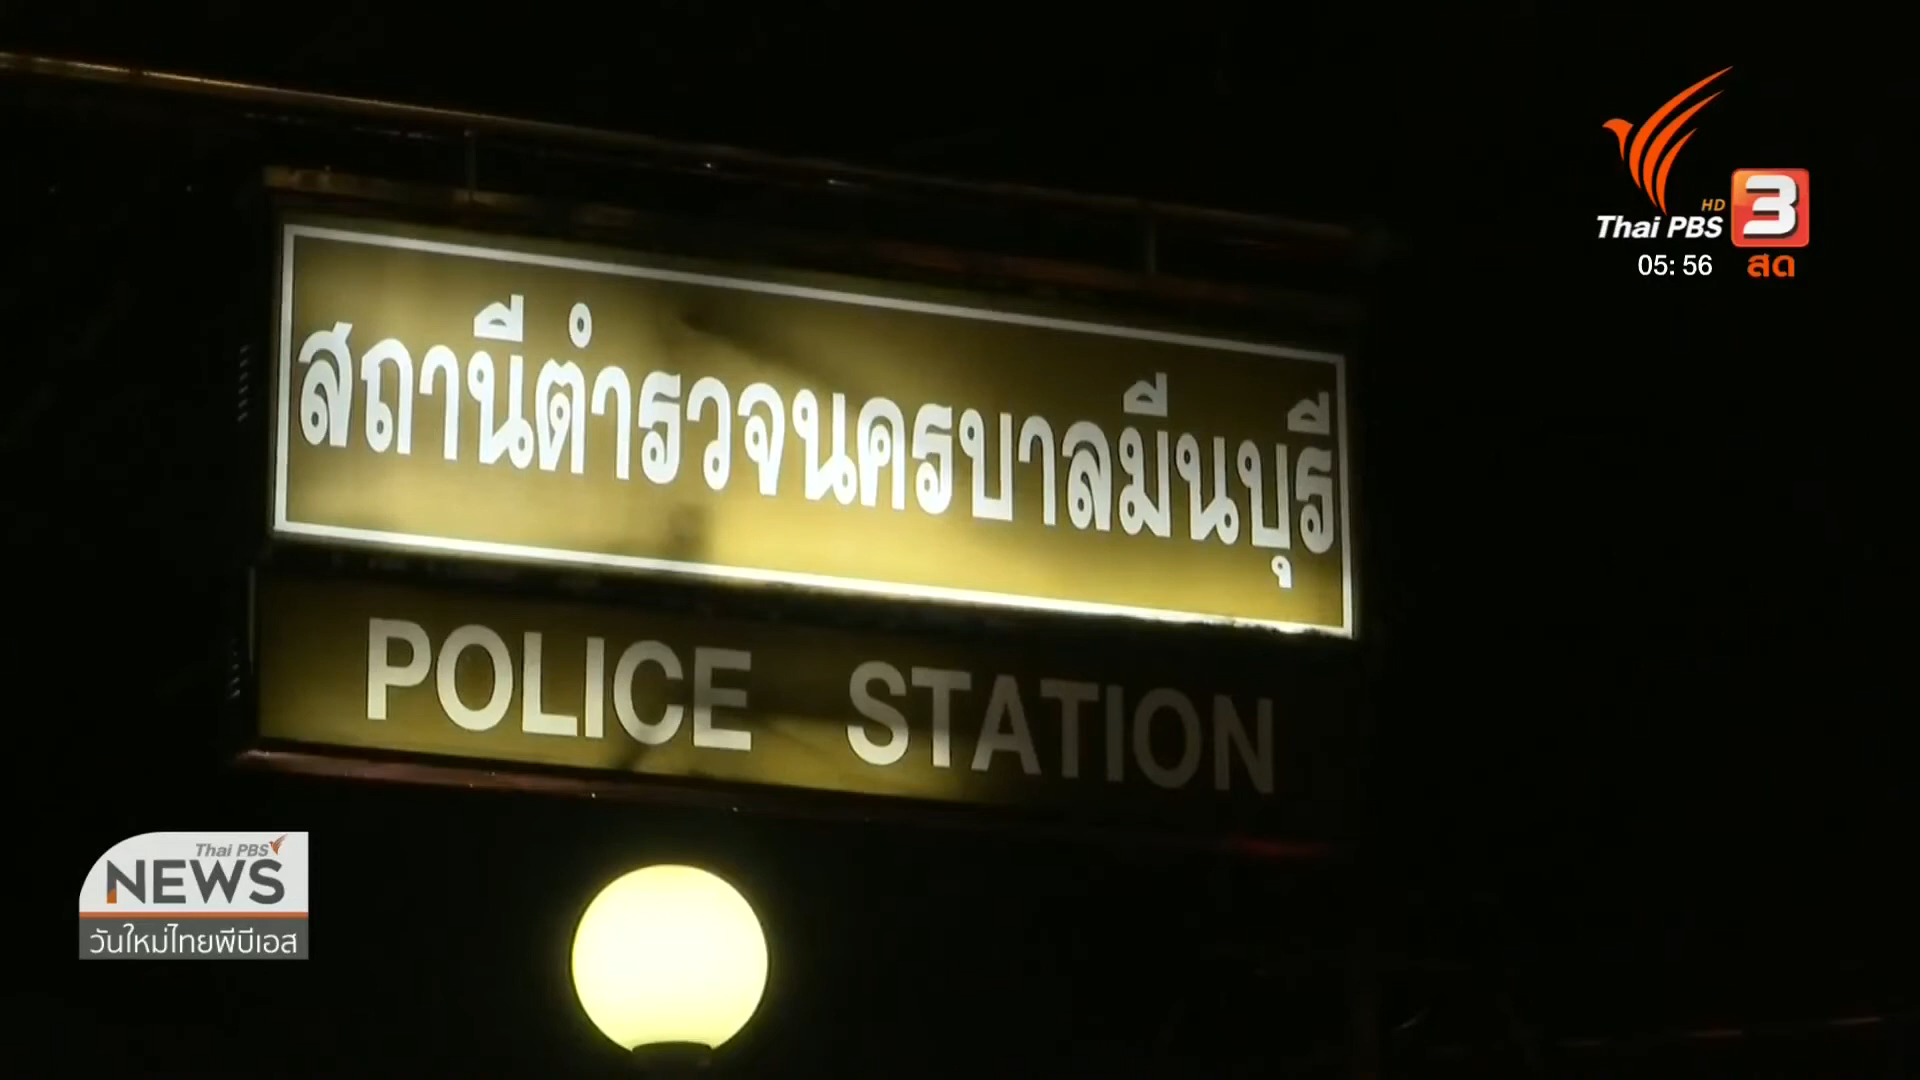 HD
Thai PBS 3
05: 56 สด
สถานีตำรวจนครบาลมีนบุรี
POLICE STATION
Thai PBS
NEWS
วันใหม่ไทยพีบีเอส